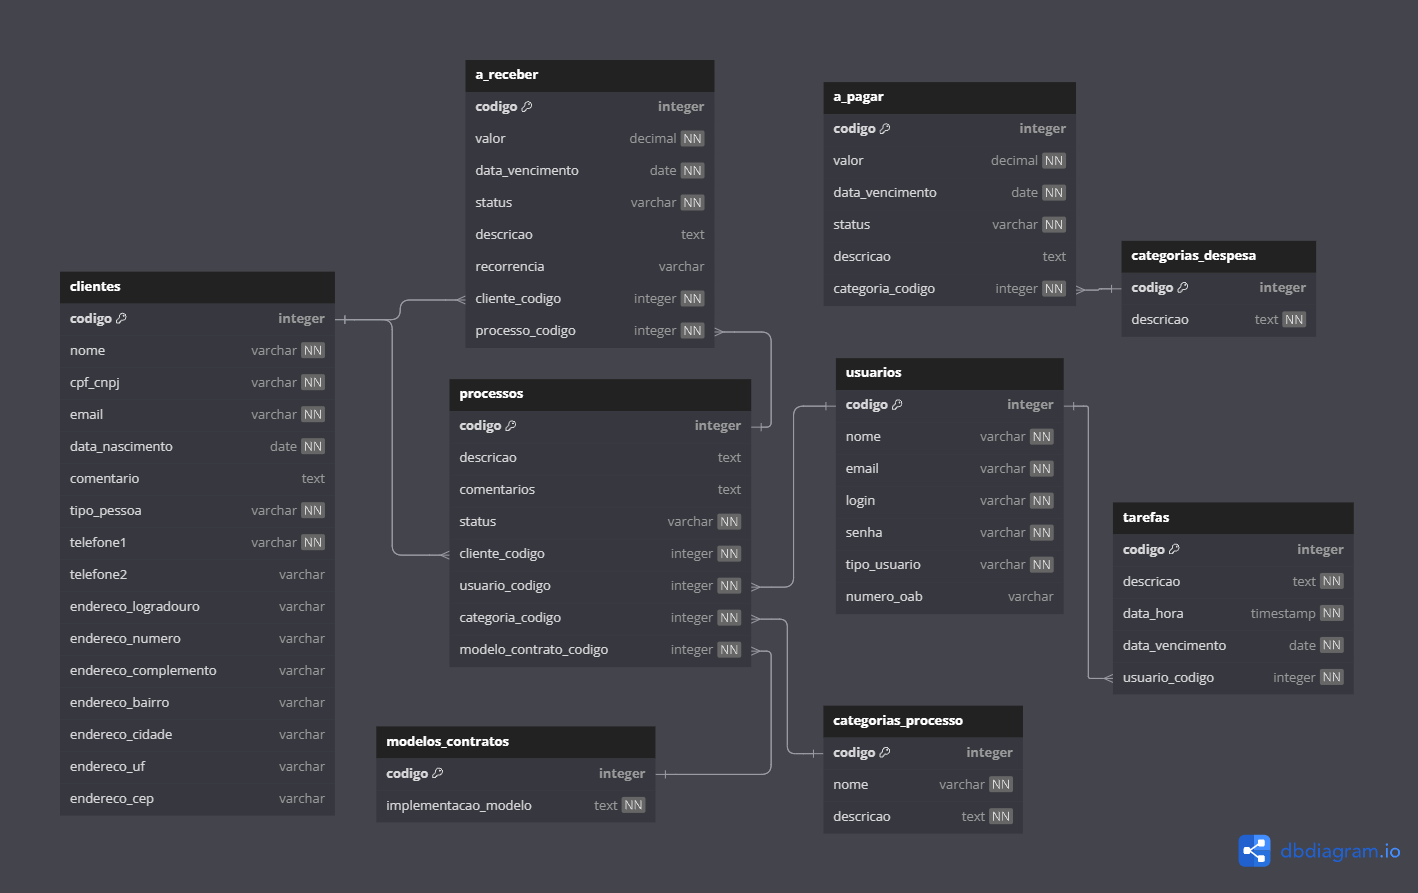 a_receber
codigo integer
valor decimal NN
data_vencimento date NN
status varchar NN
descricao text
recorrencia varchar
cliente_codigo integer NN
processo_codigo integer NN
a_pagar
codigo integer
valor decimal NN
data_vencimento date NN
status varchar NN
descricao text
categoria_codigo integer NN
categorias_despesa
codigo integer
descricao text NN
clientes
codigo integer
nome varchar NN
cpf_cnpj varchar NN
email varchar NN
data_nascimento date NN
comentario text
tipo_pessoa varchar NN
telefone1 varchar NN
telefone2 varchar
endereco_logradouro varchar
endereco_numero varchar
endereco_complemento varchar
endereco_bairro varchar
endereco_cidade varchar
endereco_uf varchar
endereco_cep varchar
processos
codigo integer
descricao text
comentarios text
status varchar NN
cliente_codigo integer NN
usuario_codigo integer NN
categoria_codigo integer NN
modelo_contrato_codigo integer NN
usuarios
codigo integer
nome varchar NN
email varchar NN
login varchar NN
senha varchar NN
tipo_usuario varchar NN
numero_oab varchar
tarefas
codigo integer
descricao text NN
data_hora timestamp NN
data_vencimento date NN
usuario_codigo integer NN
modelos_contratos
codigo integer
implementacao_modelo text NN
categorias_processo
codigo integer
nome varchar NN
descricao text NN
dbdiagram.io